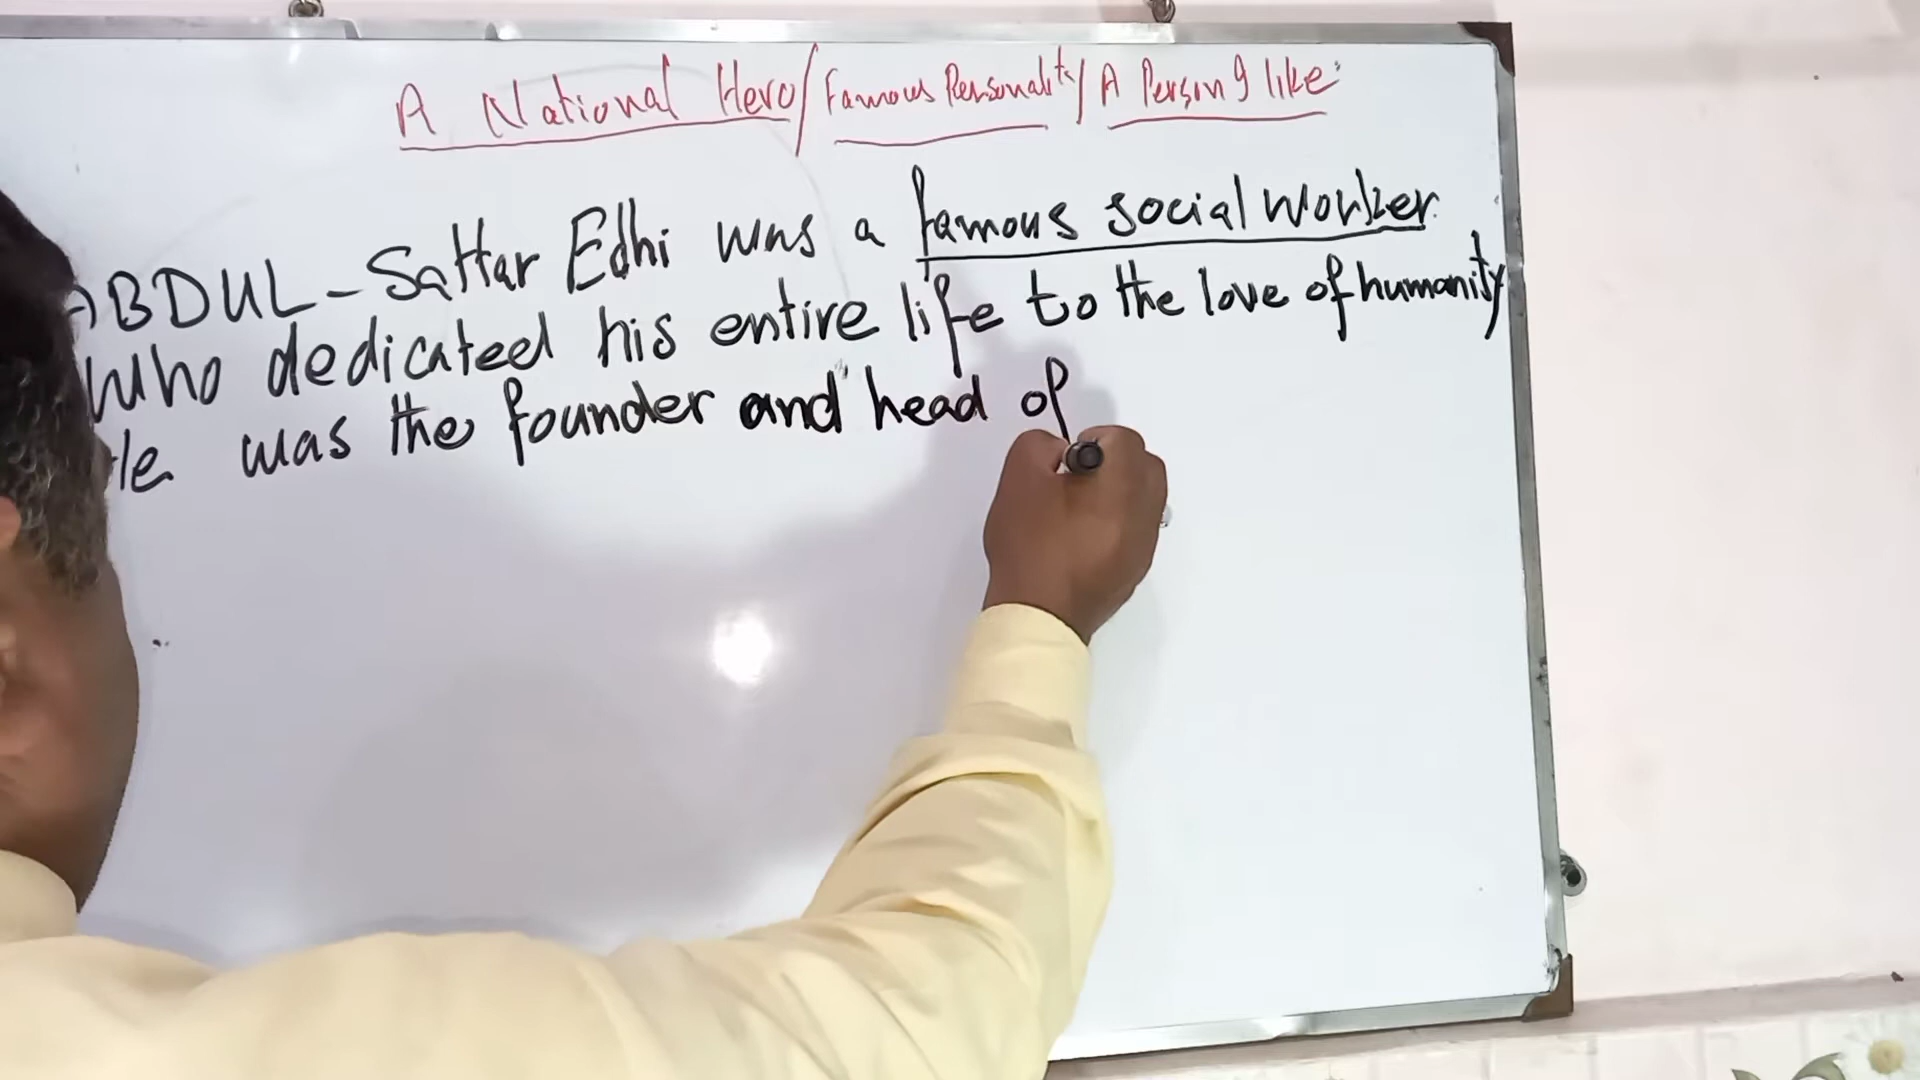 A National Hero/Famous Personality/A Person I like:
ABDUL-Sattar Edhi was a famous social worker.
Who dedicated his entire life to the love of humanity
He was the founder and head of